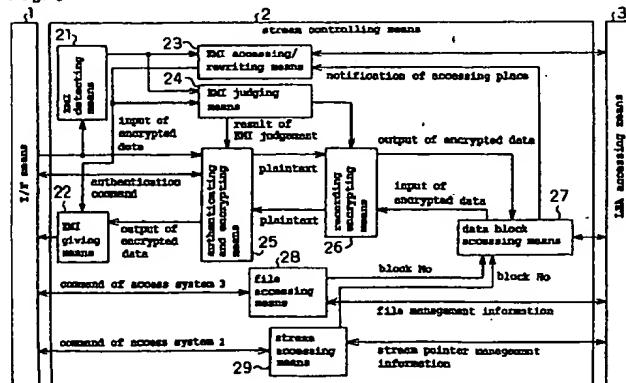 1
2
3
stream controlling means
21
EMI detecting means
23
EMI accessing/
rewriting means
24
EMI judging
means
notification of accessing place
result of
EMI judgement
input of
encrypted
data
output of encrypted data
I/F means
LBA accessing means
authentication
command
22
EMI
giving
means
output of
encrypted
data
authenticating
and encrypting
means
25
plaintext
plaintext
recording
encrypting
means
26
input of
encrypted data
27
data block
accessing means
28
file
accessing
means
block No
block No
command of access system 3
file management information
command of access system 1
stream
accessing
means
29
stream pointer management
information